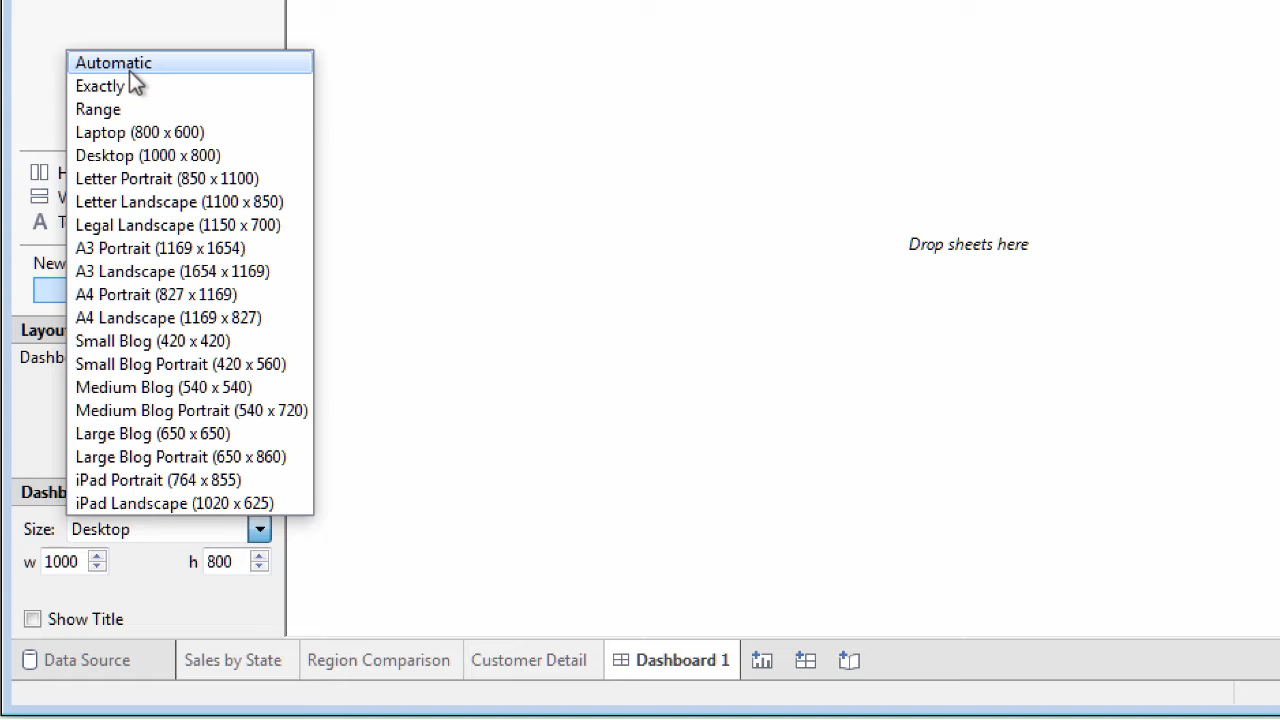 Automatic
Exactly
Range
Laptop (800 x 600)
Desktop (1000 x 800)
Letter Portrait (850 x 1100)
Letter Landscape (1100 x 850)
Legal Landscape (1150 x 700)
A3 Portrait (1169 x 1654)
A3 Landscape (1654 x 1169)
A4 Portrait (827 x 1169)
A4 Landscape (1169 x 827)
Small Blog (420 x 420)
Small Blog Portrait (420 x 560)
Medium Blog (540 x 540)
Medium Blog Portrait (540 x 720)
Large Blog (650 x 650)
Large Blog Portrait (650 x 860)
iPad Portrait (764 x 855)
iPad Landscape (1020 x 625)
H
V
A T
New
Layou
Dashb
Dashb
Size: Desktop
w 1000 h 800
Show Title
Drop sheets here
Data Source Sales by State Region Comparison Customer Detail Dashboard 1